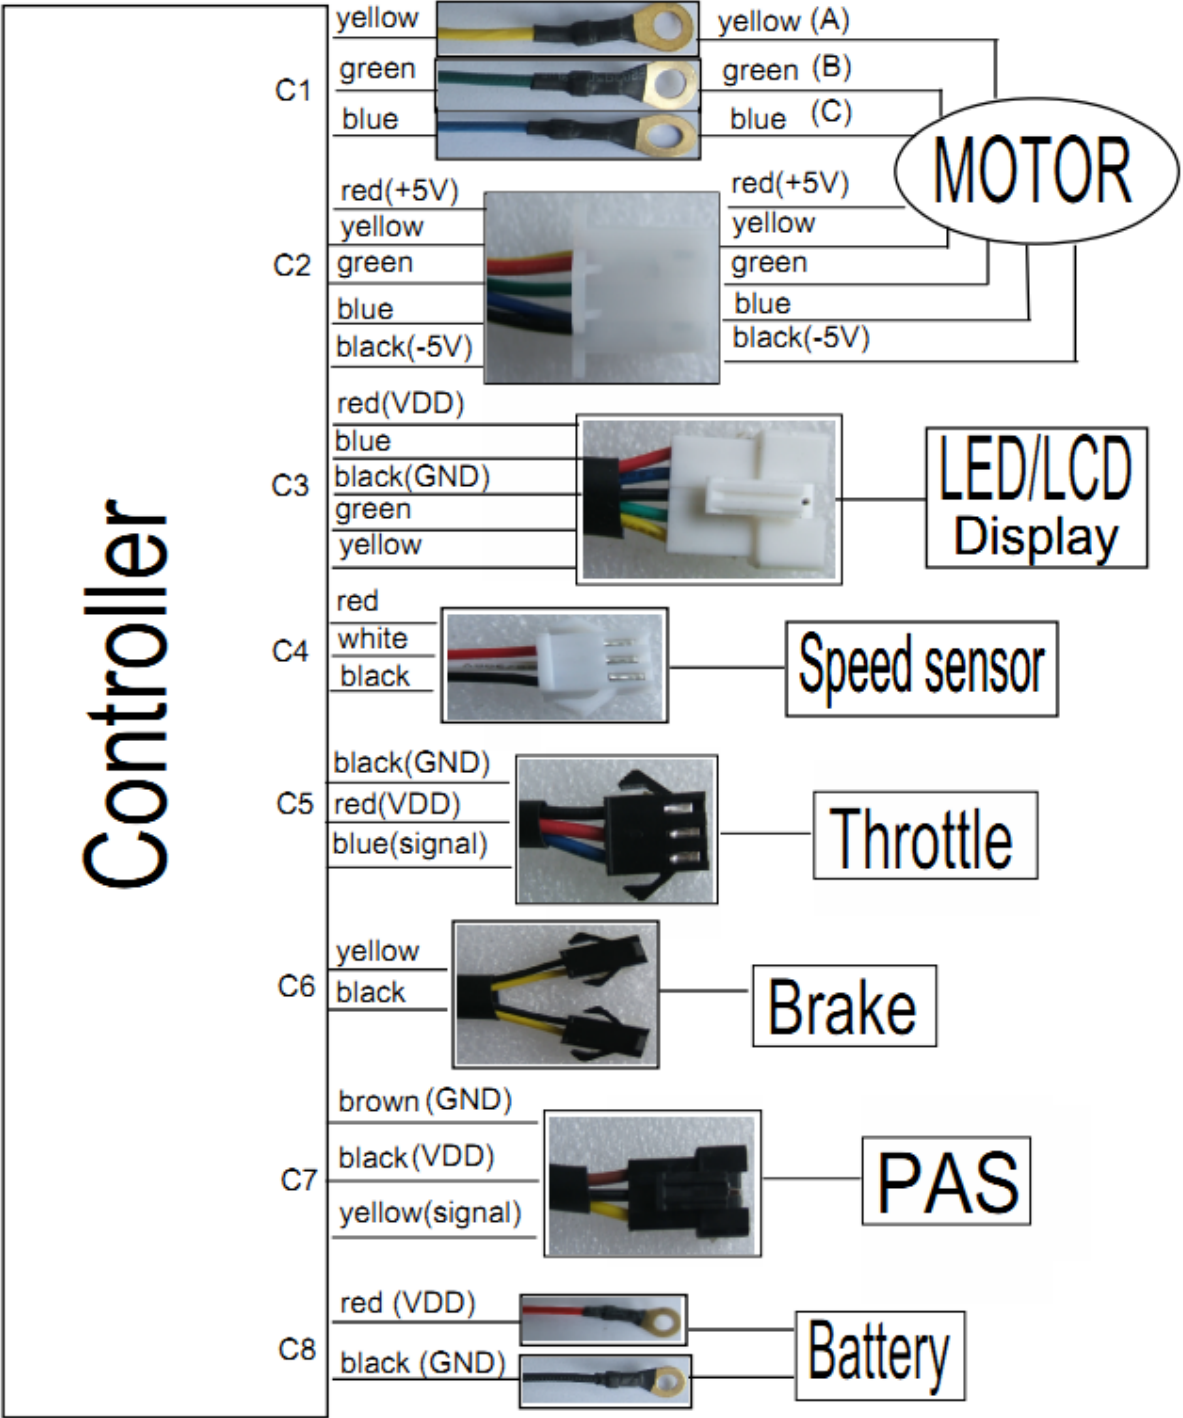 Controller
C1
yellow
yellow (A)
green
green (B)
blue
blue (C)
MOTOR
C2
red(+5V)
red(+5V)
yellow
yellow
green
green
blue
blue
black(-5V)
black(-5V)
C3
red(VDD)
blue
black(GND)
green
yellow
LED/LCD
Display
C4
red
white
black
Speed sensor
C5
black(GND)
red(VDD)
blue(signal)
Throttle
C6
yellow
black
Brake
C7
brown (GND)
black(VDD)
yellow(signal)
PAS
C8
red (VDD)
black (GND)
Battery